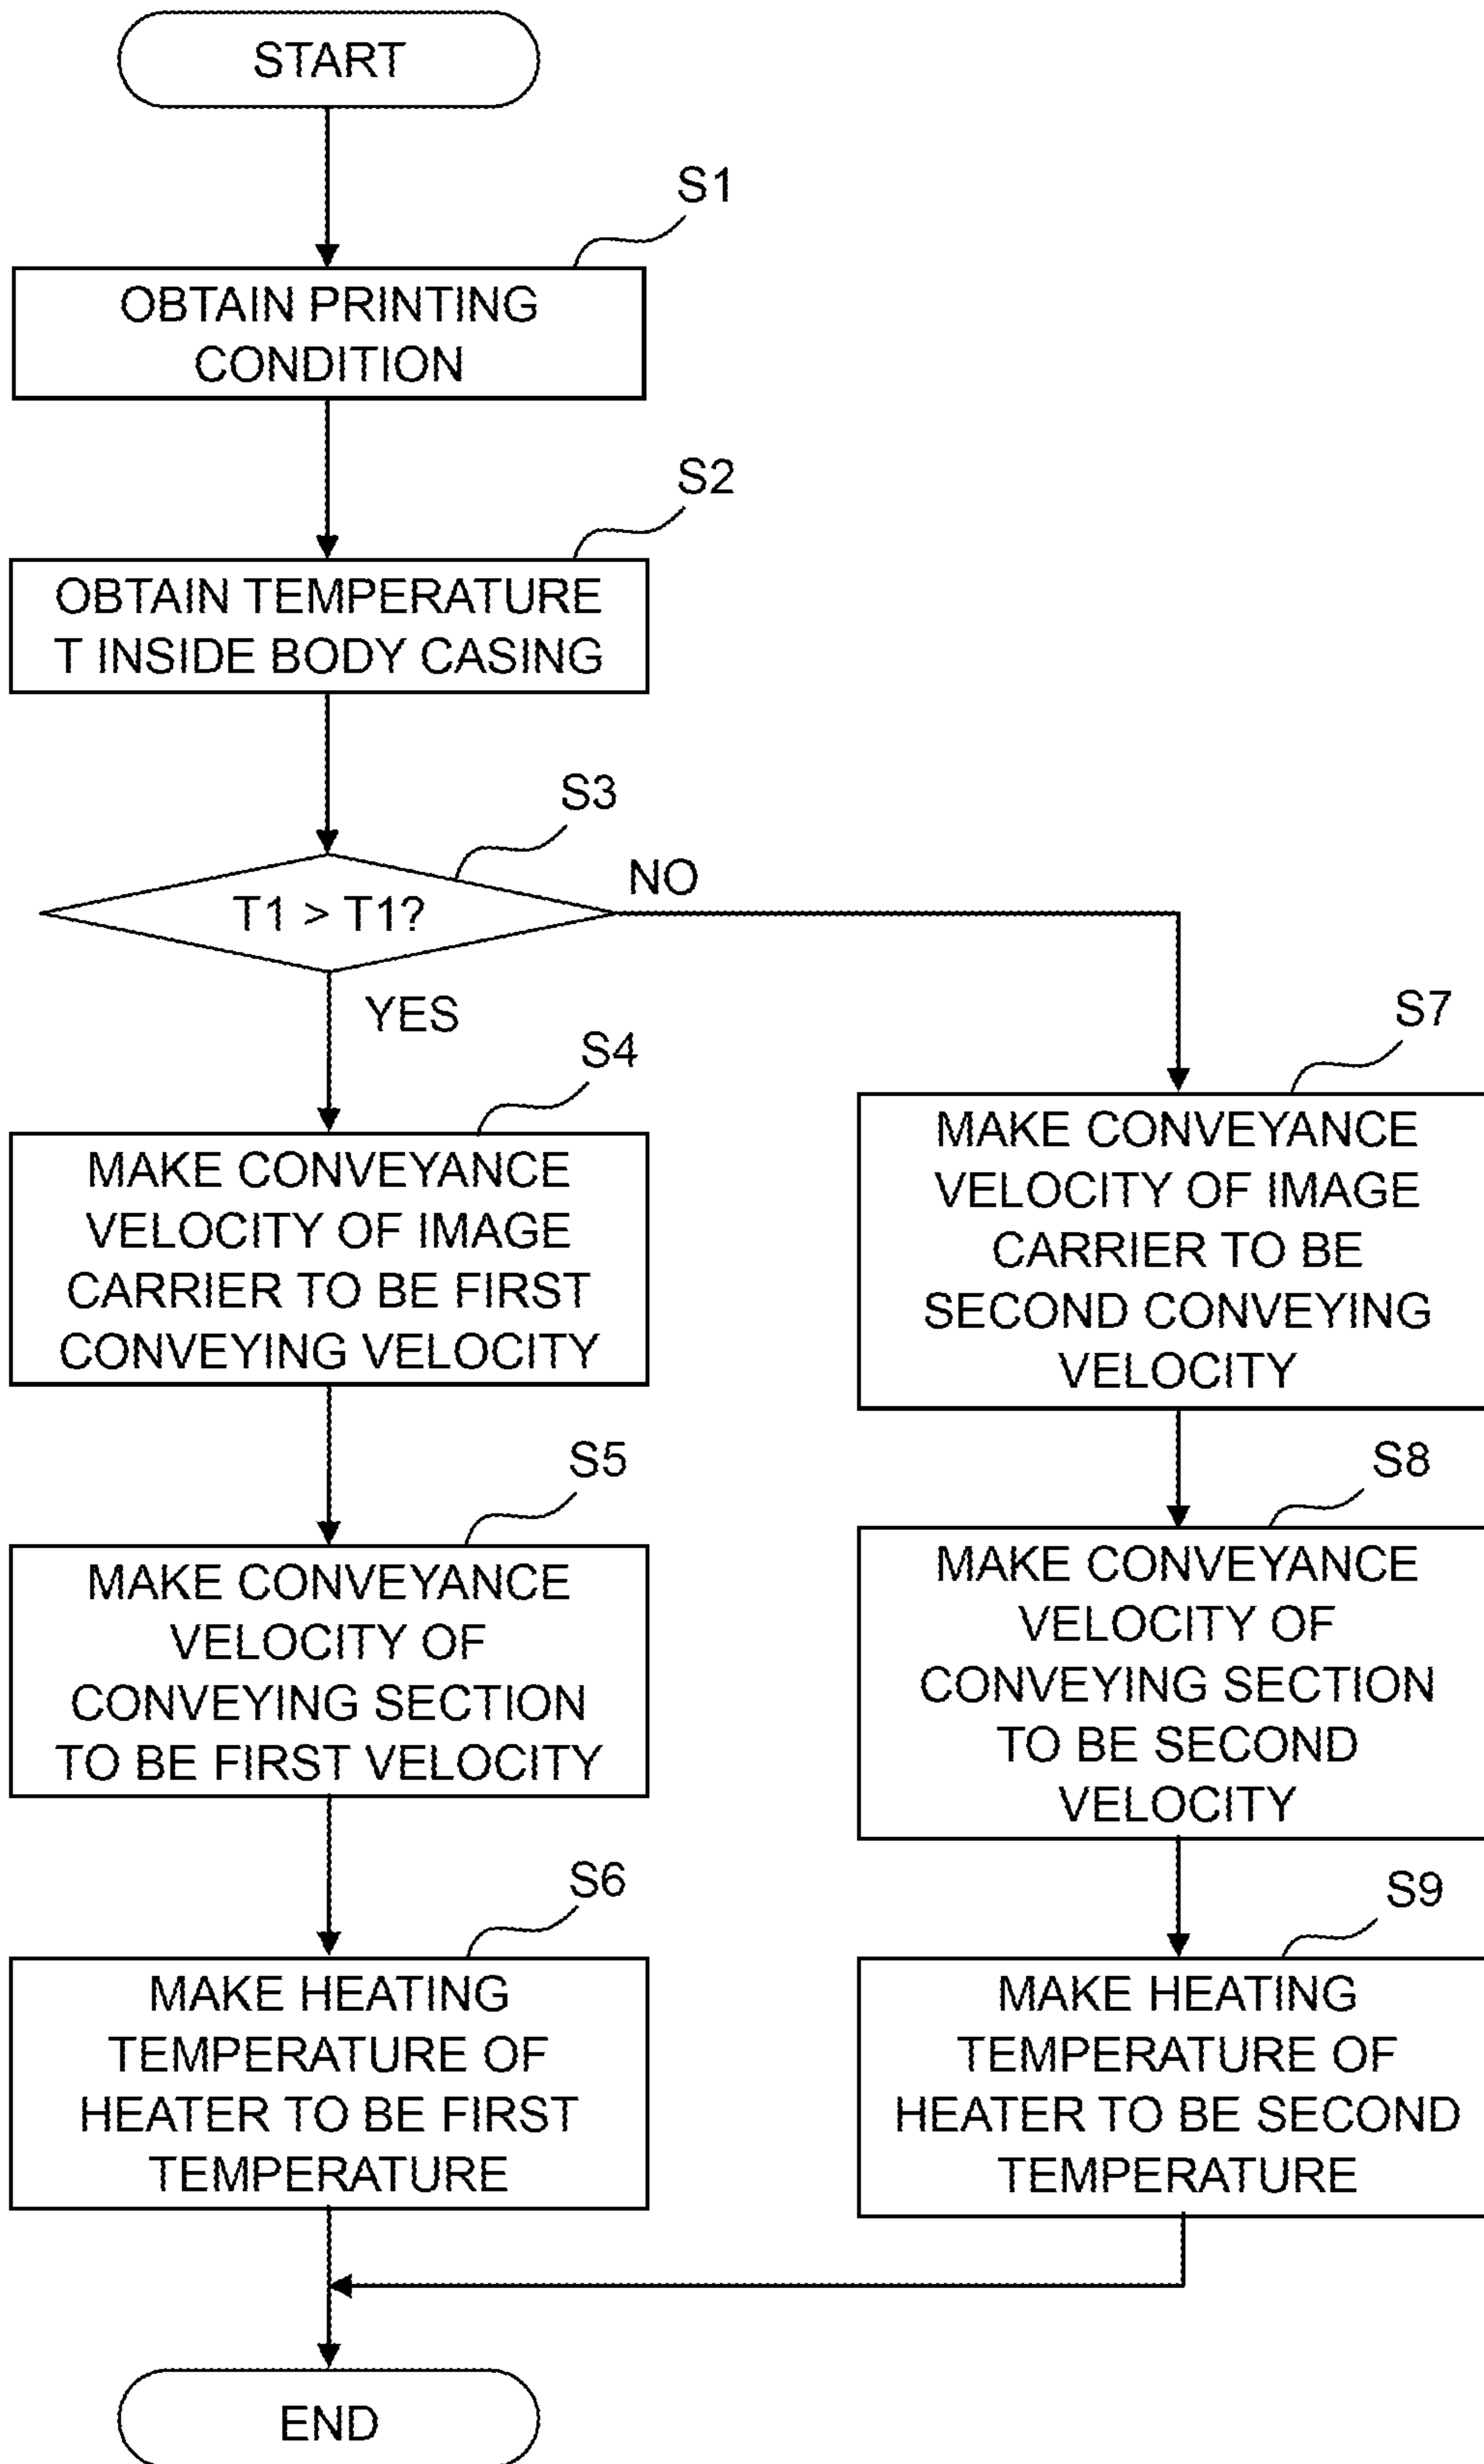 START
S1
OBTAIN PRINTING
CONDITION
S2
OBTAIN TEMPERATURE
T INSIDE BODY CASING
S3
T1 > T1?
NO
YES
S4
MAKE CONVEYANCE
VELOCITY OF IMAGE
CARRIER TO BE FIRST
CONVEYING VELOCITY
S5
MAKE CONVEYANCE
VELOCITY OF
CONVEYING SECTION
TO BE FIRST VELOCITY
S6
MAKE HEATING
TEMPERATURE OF
HEATER TO BE FIRST
TEMPERATURE
S7
MAKE CONVEYANCE
VELOCITY OF IMAGE
CARRIER TO BE
SECOND CONVEYING
VELOCITY
S8
MAKE CONVEYANCE
VELOCITY OF
CONVEYING SECTION
TO BE SECOND
VELOCITY
S9
MAKE HEATING
TEMPERATURE OF
HEATER TO BE SECOND
TEMPERATURE
END